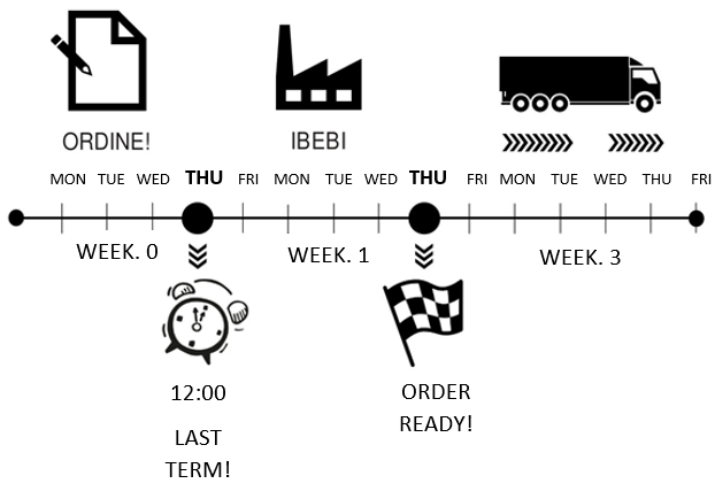 ORDINE!
IBEBI
MON TUE WED THU FRI MON TUE WED THU FRI MON TUE WED THU FRI
WEEK. 0
WEEK. 1
WEEK. 3
12:00
LAST
TERM!
ORDER
READY!